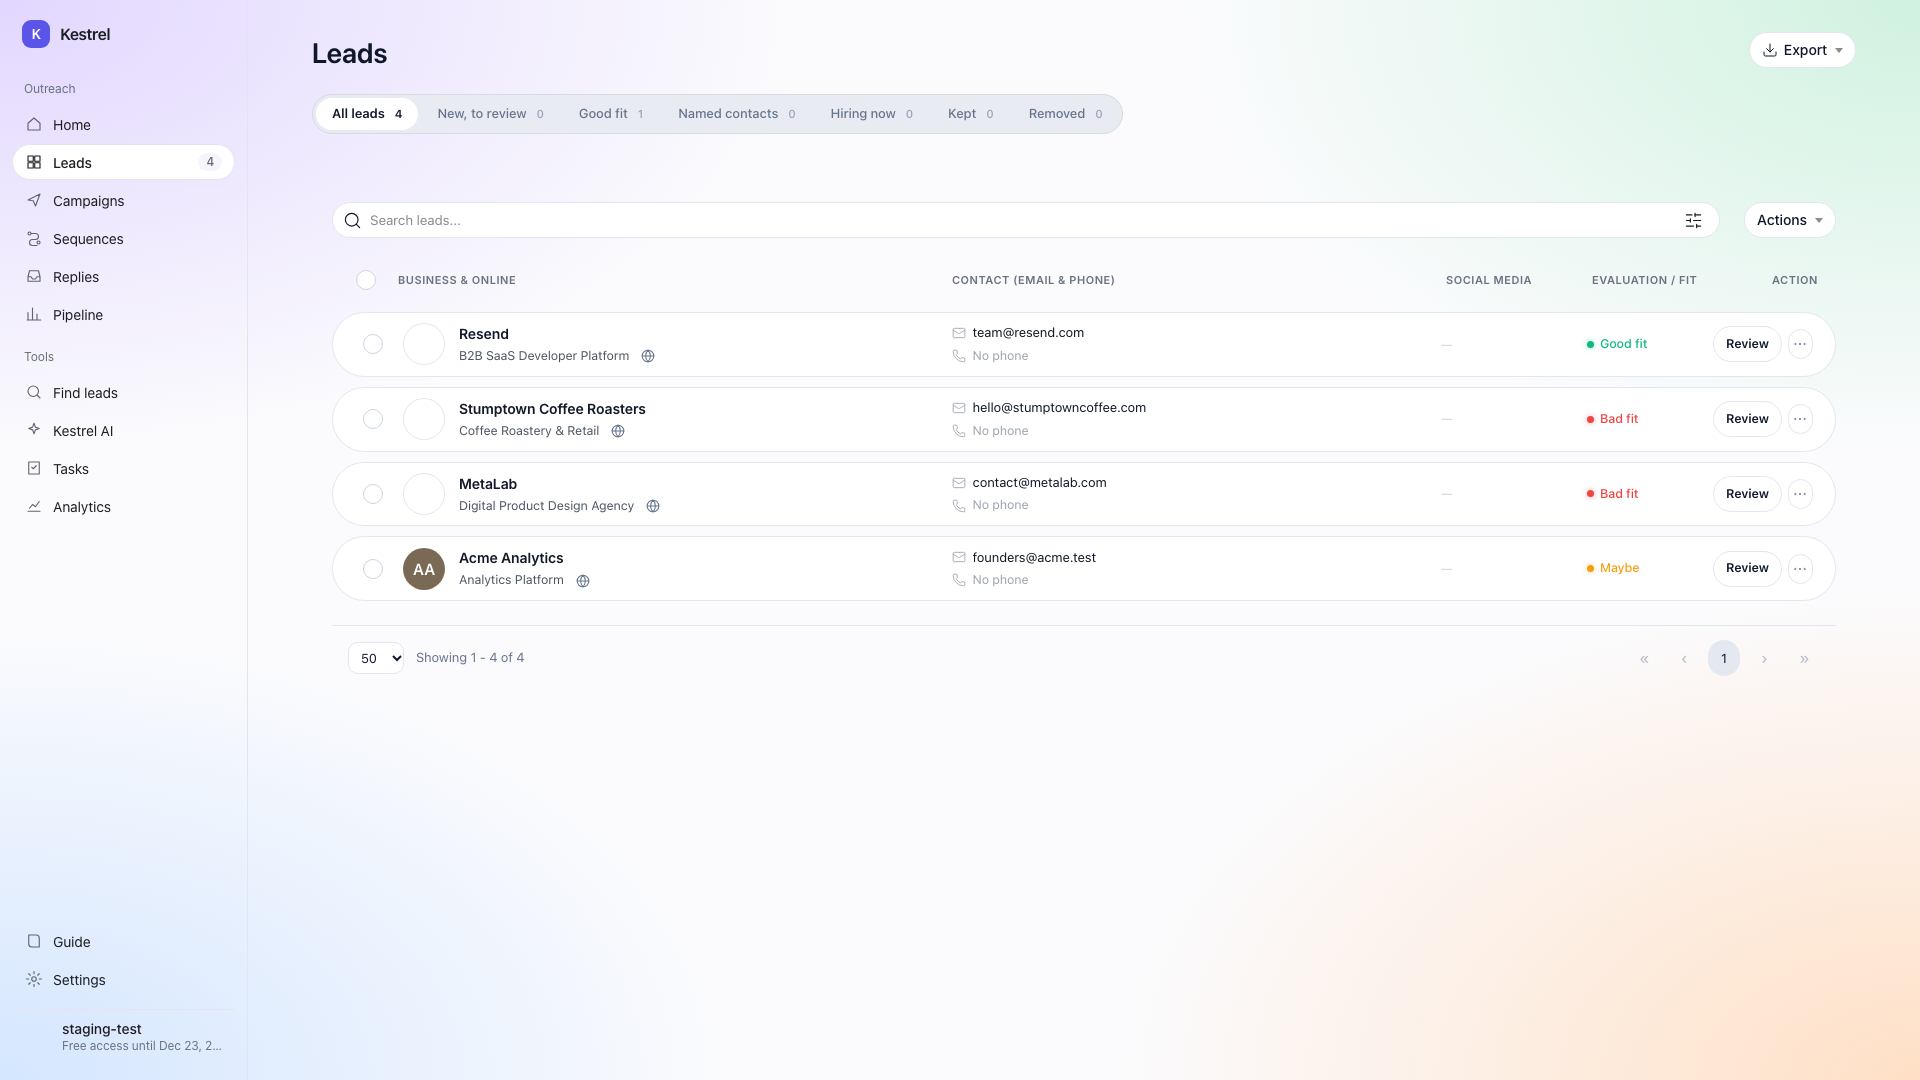 K Kestrel
Outreach
Home
Leads 4
Campaigns
Sequences
Replies
Pipeline
Tools
Find leads
Kestrel AI
Tasks
Analytics
Guide
Settings
staging-test
Free access until Dec 23, 2...
Leads
Export
All leads 4 New, to review 0 Good fit 1 Named contacts 0 Hiring now 0 Kept 0 Removed 0
Search leads...
Actions
BUSINESS & ONLINE CONTACT (EMAIL & PHONE) SOCIAL MEDIA EVALUATION / FIT ACTION
Resend team@resend.com
B2B SaaS Developer Platform No phone — Good fit Review ...
Stumptown Coffee Roasters hello@stumptowncoffee.com
Coffee Roastery & Retail No phone — Bad fit Review ...
MetaLab contact@metalab.com
Digital Product Design Agency No phone — Bad fit Review ...
AA Acme Analytics founders@acme.test
Analytics Platform No phone — Maybe Review ...
50 Showing 1 - 4 of 4 « ‹ 1 › »